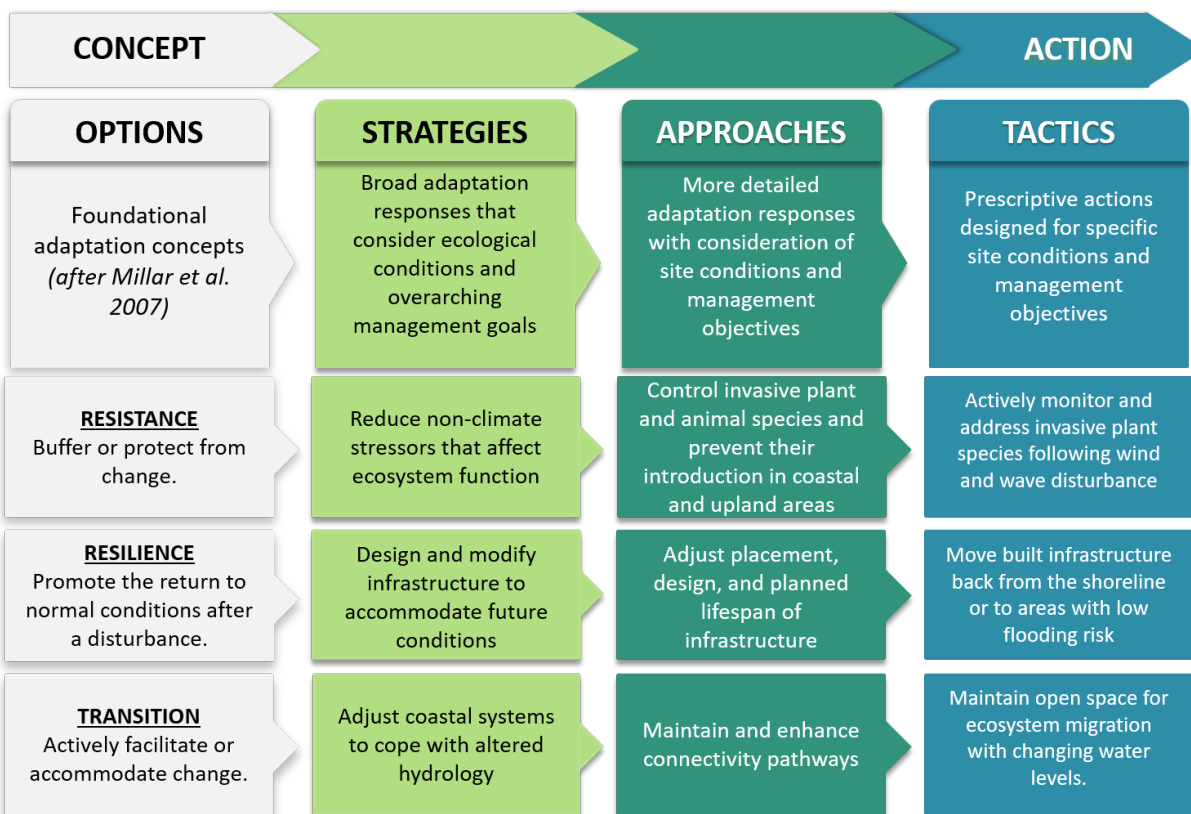 CONCEPT
ACTION
OPTIONS
Foundational
adaptation concepts
(after Millar et al.
2007)
STRATEGIES
Broad adaptation
responses that
consider ecological
conditions and
overarching
management goals
APPROACHES
More detailed
adaptation responses
with consideration of
site conditions and
management
objectives
TACTICS
Prescriptive actions
designed for specific
site conditions and
management
objectives
RESISTANCE
Buffer or protect from
change.
Reduce non-climate
stressors that affect
ecosystem function
Control invasive plant
and animal species and
prevent their
introduction in coastal
and upland areas
Actively monitor and
address invasive plant
species following wind
and wave disturbance
RESILIENCE
Promote the return to
normal conditions after
a disturbance.
Design and modify
infrastructure to
accommodate future
conditions
Adjust placement,
design, and planned
lifespan of
infrastructure
Move built infrastructure
back from the shoreline
or to areas with low
flooding risk
TRANSITION
Actively facilitate or
accommodate change.
Adjust coastal systems
to cope with altered
hydrology
Maintain and enhance
connectivity pathways
Maintain open space for
ecosystem migration
with changing water
levels.